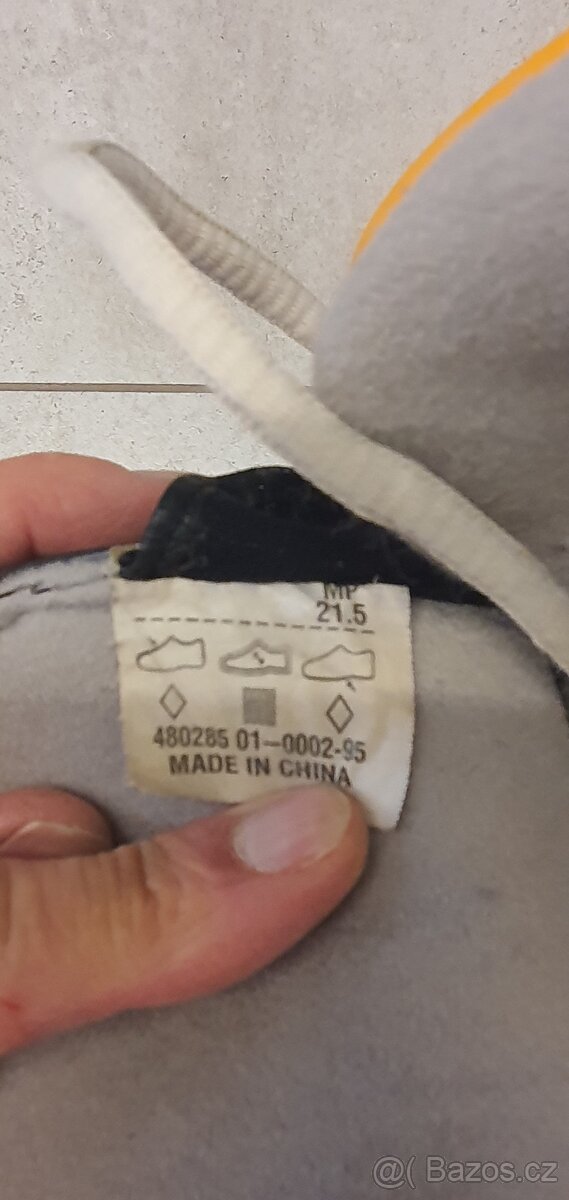 MP
21.5
480285 01-0002-95
MADE IN CHINA
@( Bazos.cz